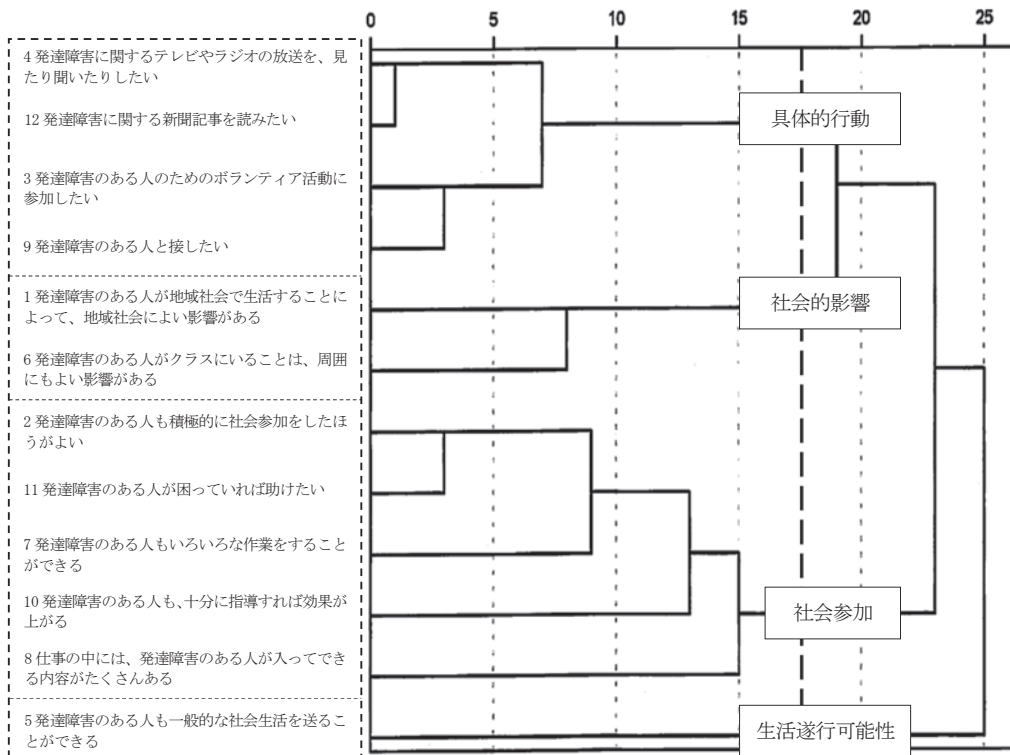 0 5 10 15 20 25
4 発達障害に関するテレビやラジオの放送を、見
たり聞いたりしたい
12 発達障害に関する新聞記事を読みたい
具体的行動
3 発達障害のある人のためのボランティア活動に
参加したい
9 発達障害のある人と接したい
1 発達障害のある人が地域社会で生活することに
よって、地域社会によい影響がある
社会的影響
6 発達障害のある人がクラスにいることは、周囲
にもよい影響がある
2 発達障害のある人も積極的に社会参加をしたほ
うがよい
11 発達障害のある人が困っていれば助けたい
7 発達障害のある人もいろいろな作業をすること
ができる
10 発達障害のある人も、十分に指導すれば効果が
上がる
社会参加
8 仕事の中には、発達障害のある人が入ってでき
る内容がたくさんある
5 発達障害のある人も一般的な社会生活を送るこ
とができる
生活遂行可能性